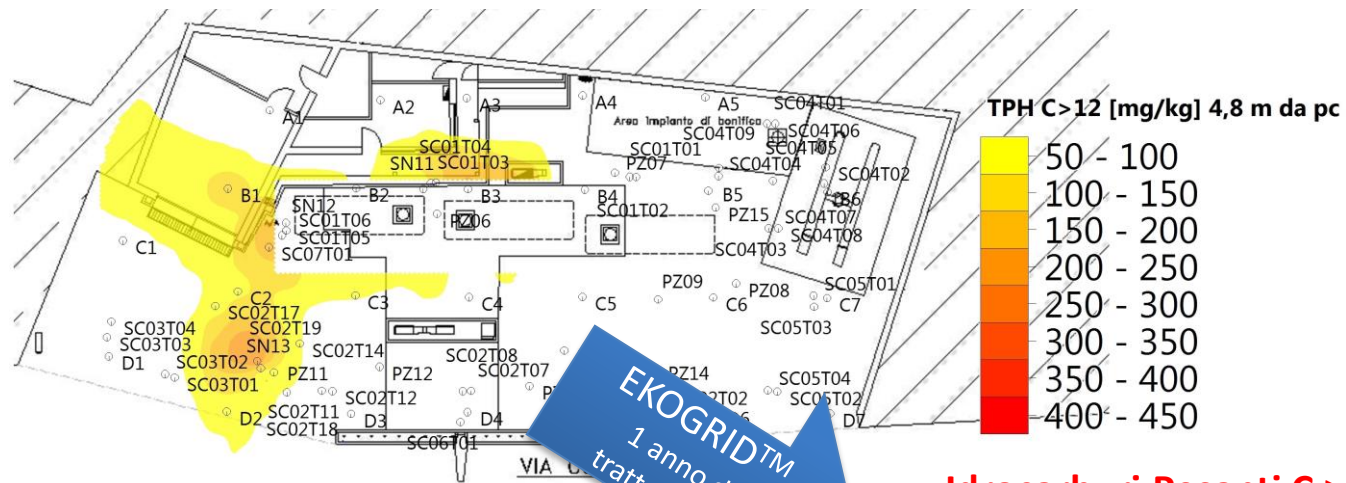 TPH C>12 [mg/kg] 4,8 m da pc
50 - 100
100 - 150
150 - 200
200 - 250
250 - 300
300 - 350
350 - 400
400 - 450
A1
A2
A3
A4
A5
SC04T01
Area Impianto di bonifica
SC04T09
SC04T06
SC01T04
SC01T01
SC04T05
SN11
SC01T03
PZ07
SC04T04
SC04T02
B1
B2
B3
B4
B5
B6
SN12
SC01T06
PZ06
SC01T02
PZ15
SC04T07
SC01T05
SC04T08
C1
SC07T01
SC04T03
C2
C3
C4
C5
PZ09
C6
PZ08
SC05T01
C7
SC02T17
SC03T04
SC02T19
SC05T03
SC03T03
SN13
SC02T14
SC02T08
D1
SC03T02
PZ11
PZ12
SC02T07
PZ14
SC05T04
SC03T01
SC02T12
SC05T02
D2
SC02T11
D3
D4
D7
SC02T18
SC06T01
VIA
EKOGRID™
1 anno